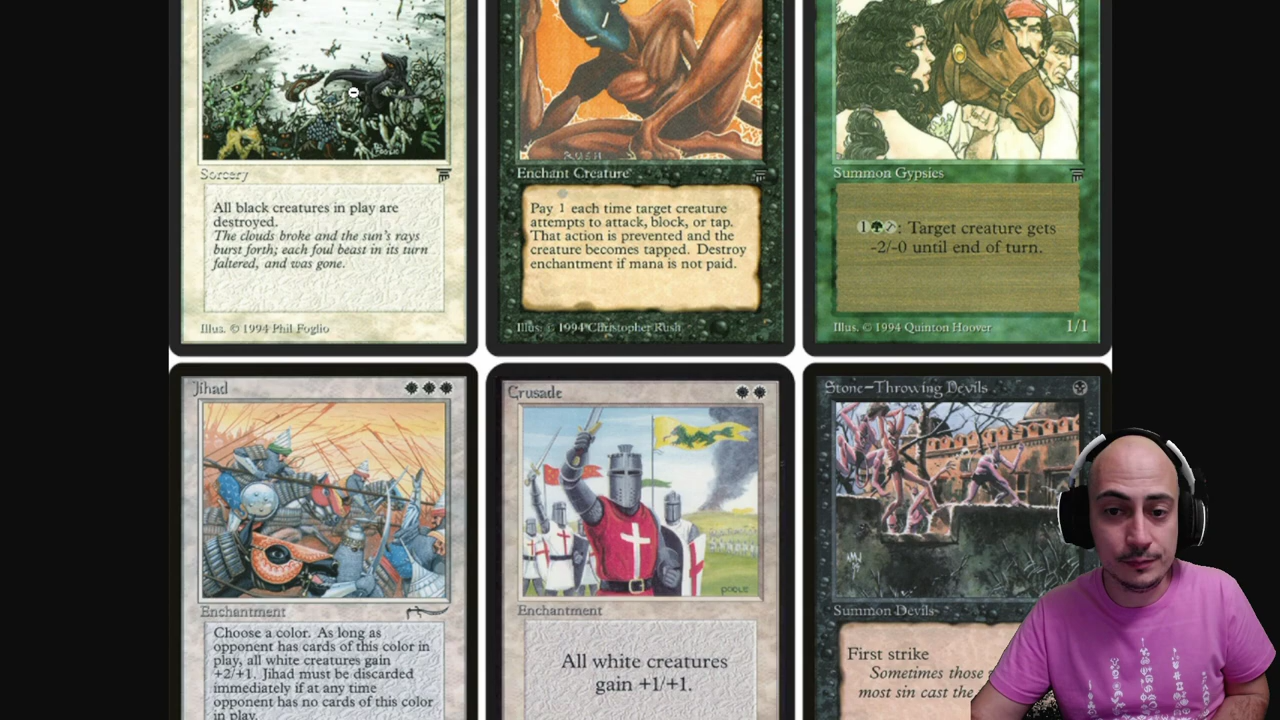 Sorcery
All black creatures in play are
destroyed.
The clouds broke and the sun's rays
burst forth; each foul beast in its turn
faltered, and was gone.
Illus. © 1994 Phil Foglio
Enchant Creature
Pay 1 each time target creature
attempts to attack, block, or tap.
That action is prevented and the
creature becomes tapped. Destroy
enchantment if mana is not paid.
Illus. © 1994 Christopher Rush
Summon Gypsies
1 : Target creature gets
-2/-0 until end of turn.
Illus. © 1994 Quinton Hoover
1/1
Jihad
Enchantment
Choose a color. As long as
opponent has cards of this color in
play, all white creatures gain
+2/+1. Jihad must be discarded
immediately if at any time
opponent has no cards of this color
in play.
Crusade
POOLE
Enchantment
All white creatures
gain +1/+1.
Stone-Throwing Devils
Summon Devils
First strike
Sometimes those
most sin cast the